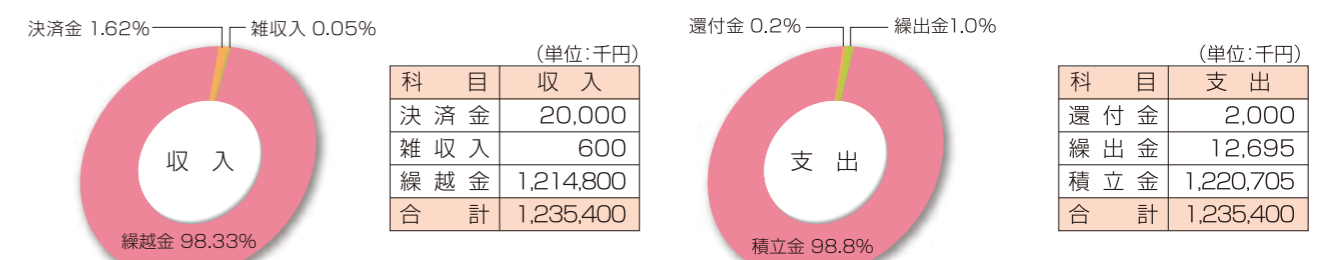 決済金 1.62%
雑収入 0.05%
収 入
繰越金 98.33%
(単位:千円)
科 目 収 入
決 済 金 20,000
雑 収 入 600
繰 越 金 1,214,800
合 計 1,235,400
還付金 0.2%
繰出金1.0%
支 出
積立金 98.8%
(単位:千円)
科 目 支 出
還 付 金 2,000
繰 出 金 12,695
積 立 金 1,220,705
合 計 1,235,400